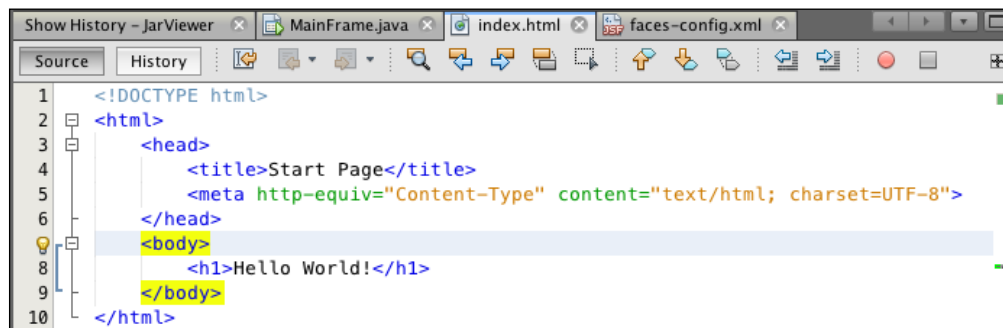 Show History - JarViewer MainFrame.java index.html faces-config.xml
Source History
1 <!DOCTYPE html>
2 <html>
3 <head>
4 <title>Start Page</title>
5 <meta http-equiv="Content-Type" content="text/html; charset=UTF-8">
6 </head>
<body>
8 <h1>Hello World!</h1>
9 </body>
10 </html>